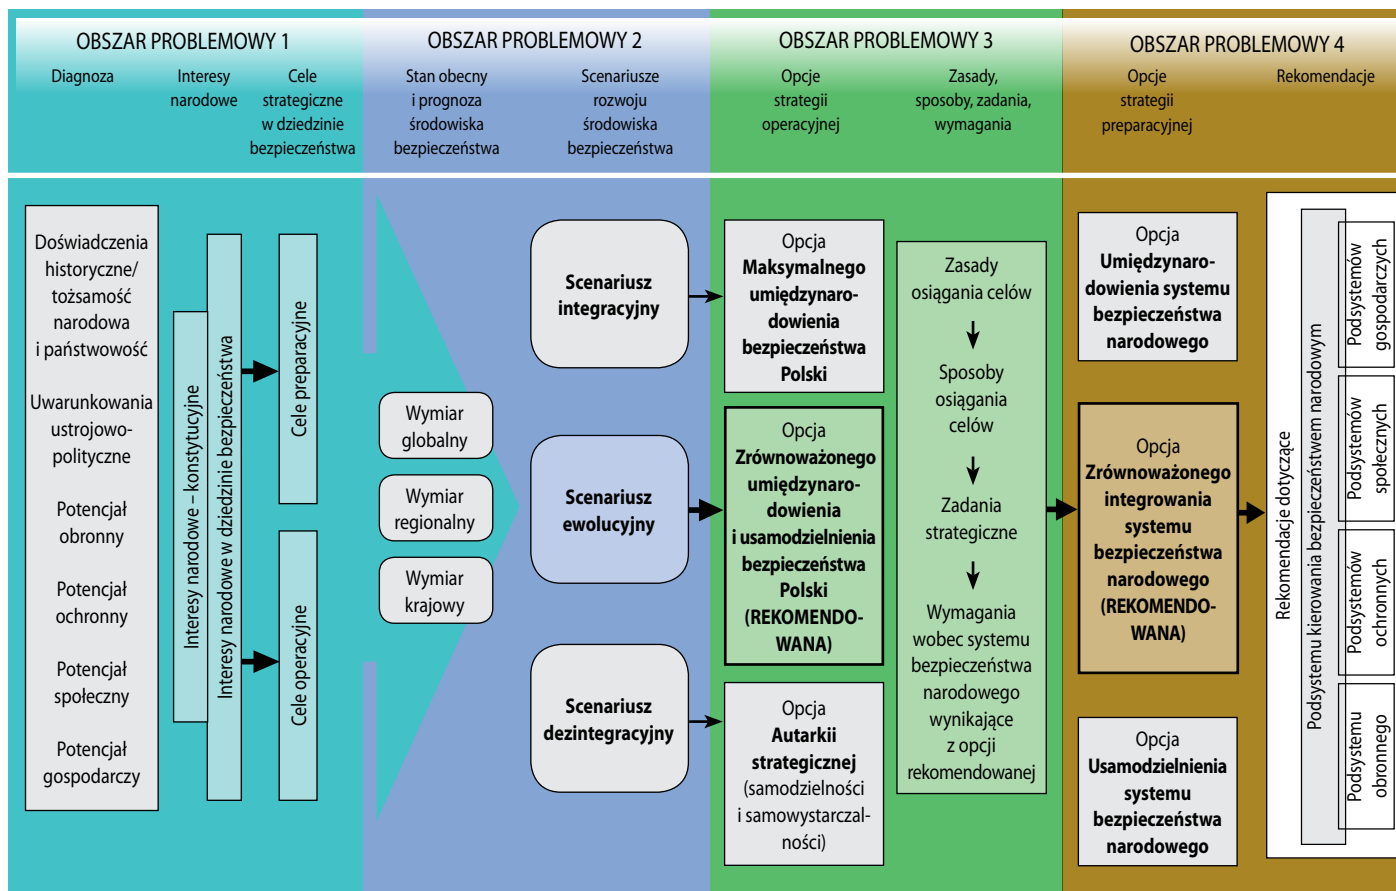 OBSZAR PROBLEMOWY 1
Diagnoza
Interesy
narodowe
Cele
strategiczne
w dziedzinie
bezpieczeństwa
OBSZAR PROBLEMOWY 2
Stan obecny
i prognoza
środowiska
bezpieczeństwa
Scenariusze
rozwoju
środowiska
bezpieczeństwa
OBSZAR PROBLEMOWY 3
Opcje
strategii
operacyjnej
Zasady,
sposoby, zadania,
wymagania
OBSZAR PROBLEMOWY 4
Opcje
strategii
preparacyjnej
Rekomendacje
Doświadczenia
historyczne/
tożsamość
narodowa
i państwowość
Uwarunkowania
ustrojowo-
polityczne
Potencjał
obronny
Potencjał
ochronny
Potencjał
społeczny
Potencjał
gospodarczy
Interesy narodowe – konstytucyjne
Interesy narodowe w dziedzinie bezpieczeństwa
Cele preparacyjne
Cele operacyjne
Wymiar
globalny
Wymiar
regionalny
Wymiar
krajowy
Scenariusz
integracyjny
Scenariusz
ewolucyjny
Scenariusz
dezintegracyjny
Opcja
Maksymalnego
umiędzynaro-
dowienia
bezpieczeństwa
Polski
Opcja
Zrównoważonego
umiędzynaro-
dowienia
i usamodzielnienia
bezpieczeństwa
Polski
(REKOMENDO-
WANA)
Opcja
Autarkii
strategicznej
(samodzielności
i samowystarczal-
ności)
Zasady
osiągania celów
Sposoby
osiągania
celów
Zadania
strategiczne
Wymagania
wobec systemu
bezpieczeństwa
narodowego
wynikające
z opcji
rekomendowanej
Opcja
Umiędzynaro-
dowienia systemu
bezpieczeństwa
narodowego
Opcja
Zrównoważonego
integrowania
systemu
bezpieczeństwa
narodowego
(REKOMENDO-
WANA)
Opcja
Usamodzielnienia
systemu
bezpieczeństwa
narodowego
Rekomendacje dotyczące
Podsystemu kierowania bezpieczeństwem narodowym
Podsystemów
gospodarczych
Podsystemów
społecznych
Podsystemów
ochronnych
Podsystemu
obronnego